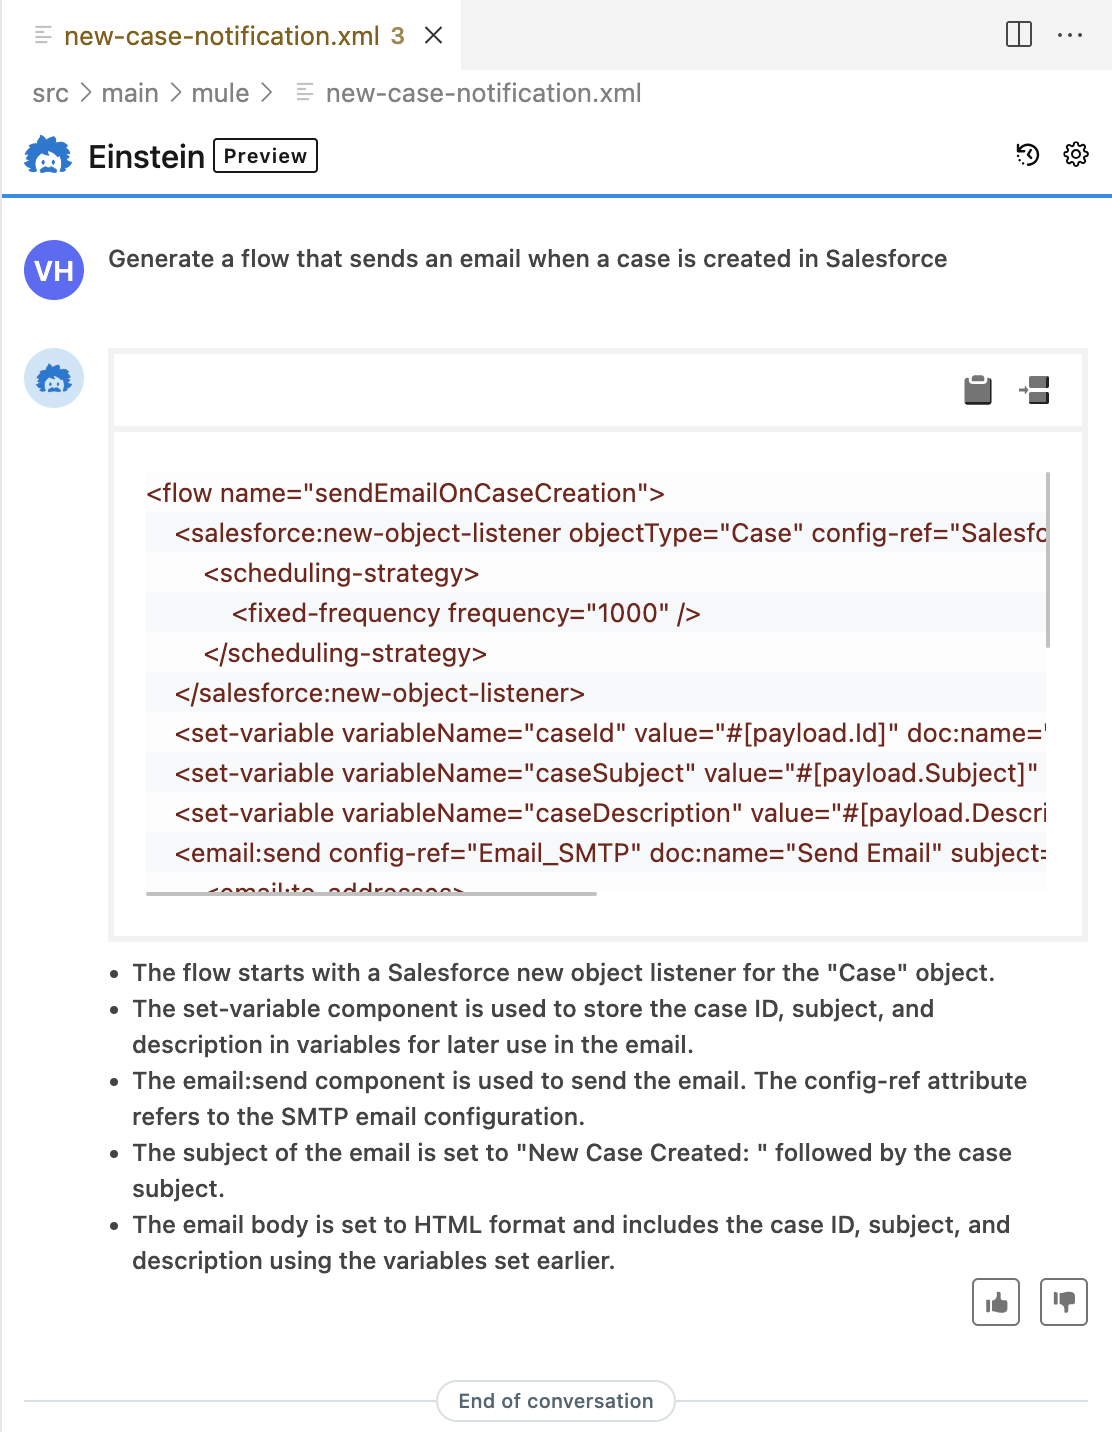 new-case-notification.xml 3
src > main > mule > new-case-notification.xml
Einstein Preview
VH
Generate a flow that sends an email when a case is created in Salesforce
<flow name="sendEmailOnCaseCreation">
<salesforce:new-object-listener objectType="Case" config-ref="Salesfo
<scheduling-strategy>
<fixed-frequency frequency="1000" />
</scheduling-strategy>
</salesforce:new-object-listener>
<set-variable variableName="caseId" value="#[payload.Id]" doc:name="
<set-variable variableName="caseSubject" value="#[payload.Subject]"
<set-variable variableName="caseDescription" value="#[payload.Descri
<email:send config-ref="Email_SMTP" doc:name="Send Email" subject=
<email:to-addresses>
• The flow starts with a Salesforce new object listener for the "Case" object.
• The set-variable component is used to store the case ID, subject, and
description in variables for later use in the email.
• The email:send component is used to send the email. The config-ref attribute
refers to the SMTP email configuration.
• The subject of the email is set to "New Case Created: " followed by the case
subject.
• The email body is set to HTML format and includes the case ID, subject, and
description using the variables set earlier.
End of conversation